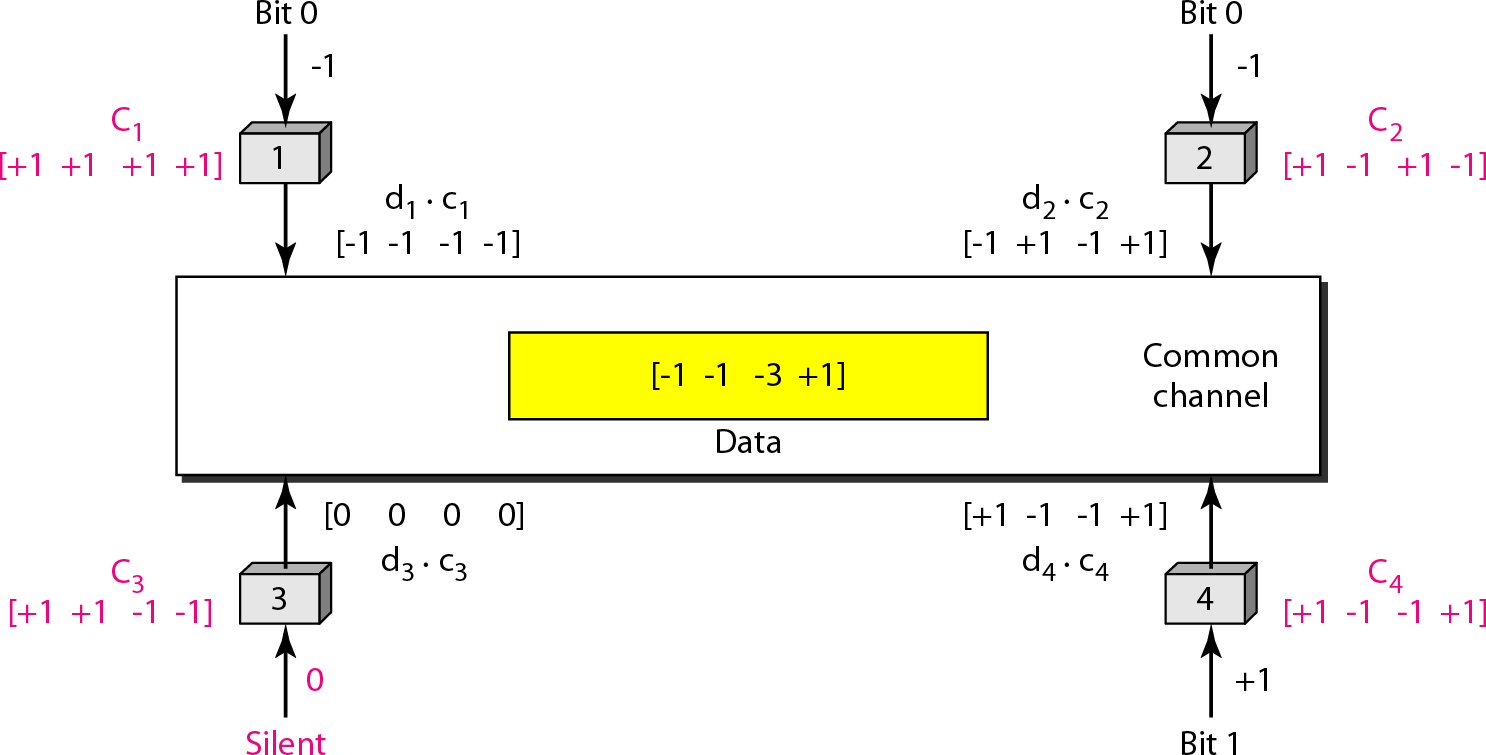 Bit 0
Bit 0
-1
-1
C1
C2
[+1 +1 +1 +1]
1
2
[+1 -1 +1 -1]
d1 · c1
d2 · c2
[-1 -1 -1 -1]
[-1 +1 -1 +1]
[-1 -1 -3 +1]
Common
channel
Data
[0 0 0 0]
[+1 -1 -1 +1]
d3 · c3
d4 · c4
C3
C4
[+1 +1 -1 -1]
3
4
[+1 -1 -1 +1]
0
+1
Silent
Bit 1